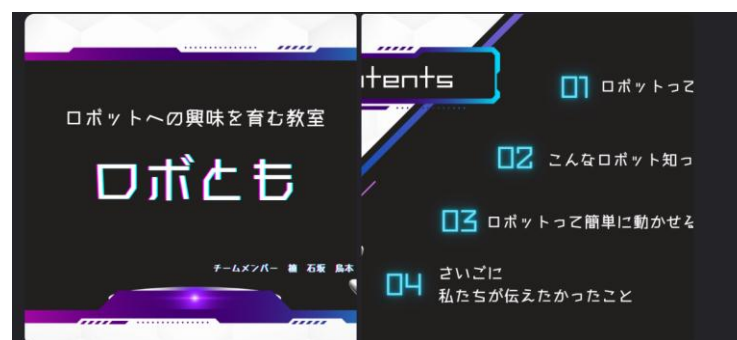 ロボットへの興味を育む教室
ロボとも
チームメンバー 石坂 鳥本
ntents
01 ロボットって
02 こんなロボット知っ
03 ロボットって簡単に動かせる
04 さいごに
私たちが伝えたかったこと